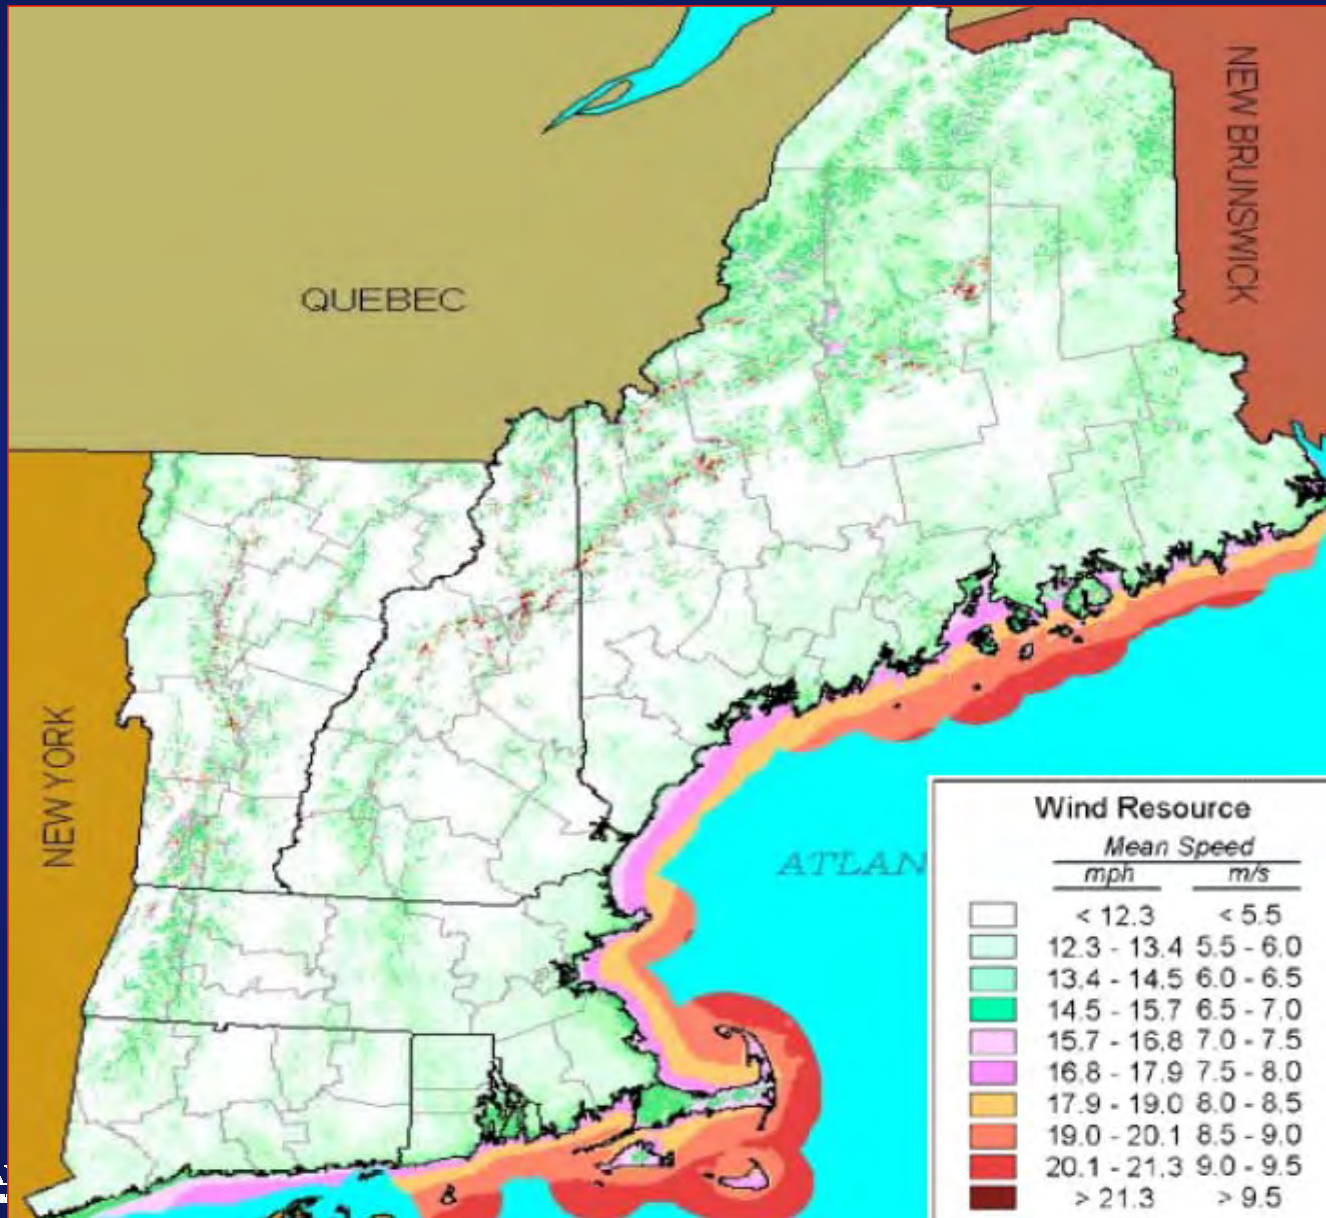 NEW BRUNSWICK
QUEBEC
NEW YORK
ATLAN
Wind Resource
Mean Speed
mph m/s
< 12.3 < 5.5
12.3 - 13.4 5.5 - 6.0
13.4 - 14.5 6.0 - 6.5
14.5 - 15.7 6.5 - 7.0
15.7 - 16.8 7.0 - 7.5
16.8 - 17.9 7.5 - 8.0
17.9 - 19.0 8.0 - 8.5
19.0 - 20.1 8.5 - 9.0
20.1 - 21.3 9.0 - 9.5
> 21.3 > 9.5